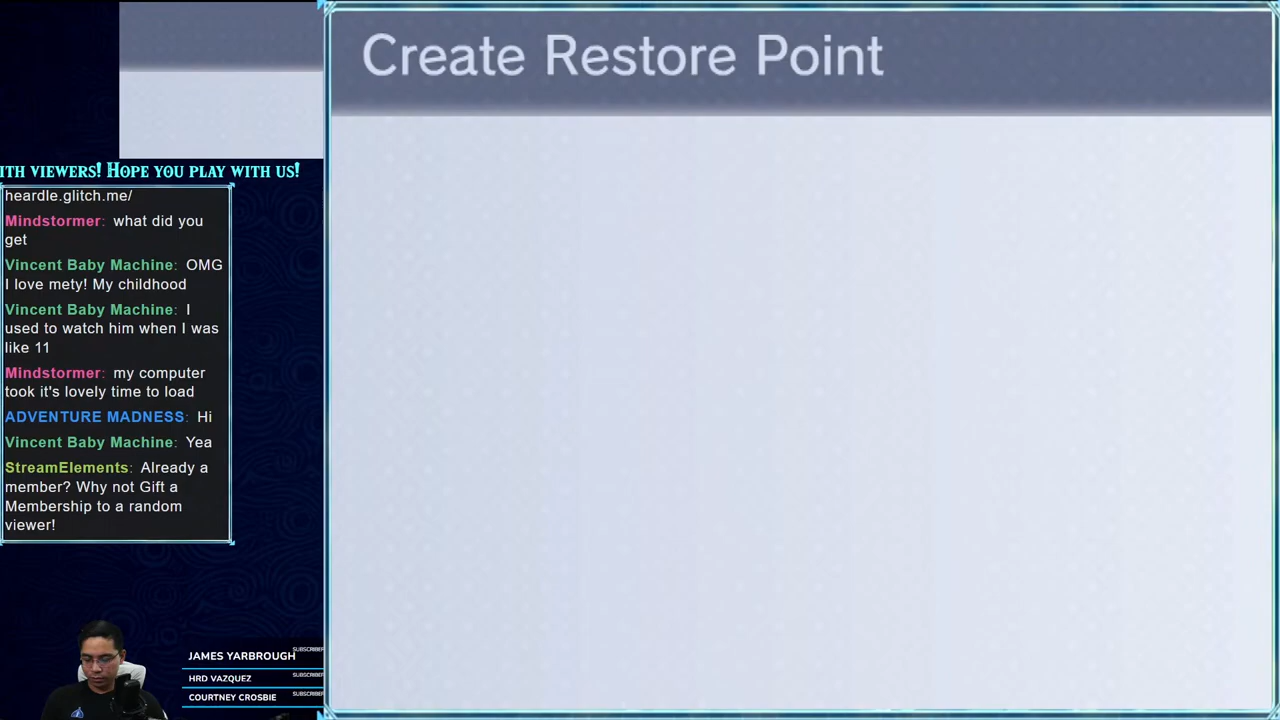 Create Restore Point
ITH VIEWERS! HOPE YOU PLAY WITH US!
heardle.glitch.me/
Mindstormer: what did you
get
Vincent Baby Machine: OMG
I love mety! My childhood
Vincent Baby Machine: I
used to watch him when I was
like 11
Mindstormer: my computer
took it's lovely time to load
ADVENTURE MADNESS: Hi
Vincent Baby Machine: Yea
StreamElements: Already a
member? Why not Gift a
Membership to a random
viewer!
JAMES YARBROUGH SUBSCRIBER
HRD VAZQUEZ SUBSCRIBER
COURTNEY CROSBIE SUBSCRIBER